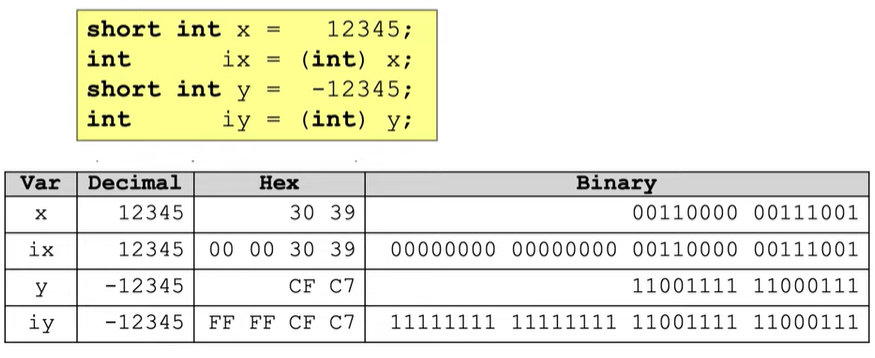 short int x =   12345;
int      ix = (int) x;
short int y =  -12345;
int      iy = (int) y;
Var Decimal Hex Binary
x 12345 30 39 00110000 00111001
ix 12345 00 00 30 39 00000000 00000000 00110000 00111001
y -12345 CF C7 11001111 11000111
iy -12345 FF FF CF C7 11111111 11111111 11001111 11000111